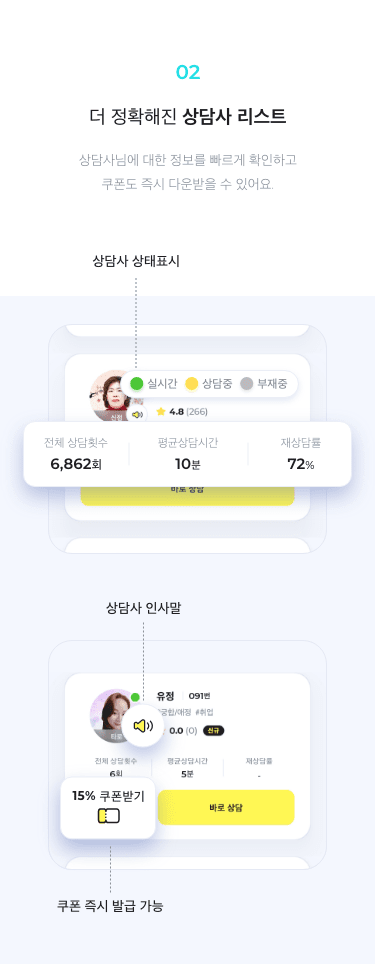 02
더 정확해진 상담사 리스트
상담사님에 대한 정보를 빠르게 확인하고
쿠폰도 즉시 다운받을 수 있어요.
상담사 상태표시
실시간 상담중 부재중
4.8 (266)
전체 상담횟수 평균상담시간 재상담률
6,862회 10분 72%
바로 상담
상담사 인사말
유정 091번
궁합/애정 #취업
타로
0.0 (0) 신규
전체 상담횟수 평균상담시간 재상담률
6회 5분 -
15% 쿠폰받기
바로 상담
쿠폰 즉시 발급 가능